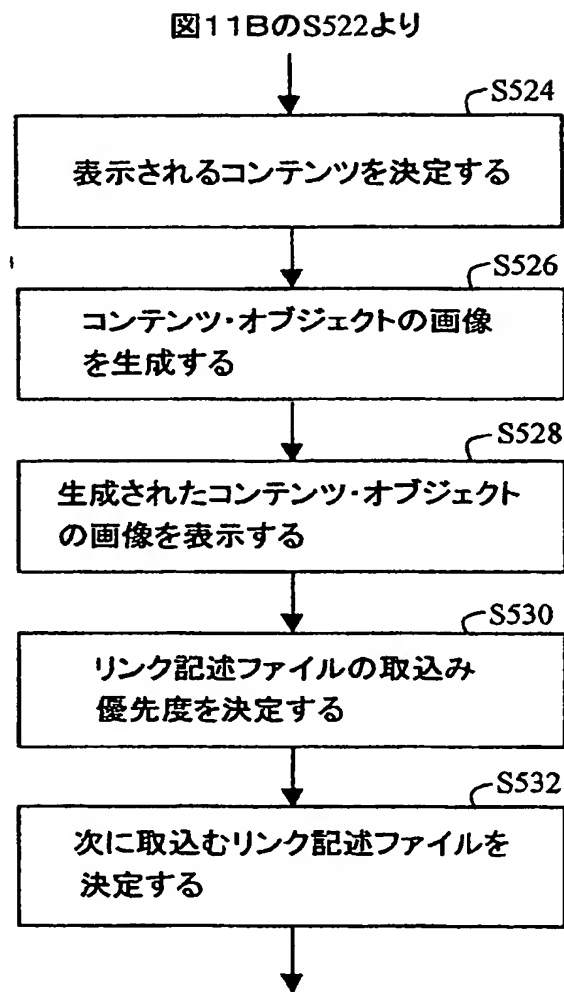 図11BのS522より
S524
表示されるコンテンツを決定する
S526
コンテンツ・オブジェクトの画像
を生成する
S528
生成されたコンテンツ・オブジェクト
の画像を表示する
S530
リンク記述ファイルの取込み
優先度を決定する
S532
次に取込むリンク記述ファイルを
決定する